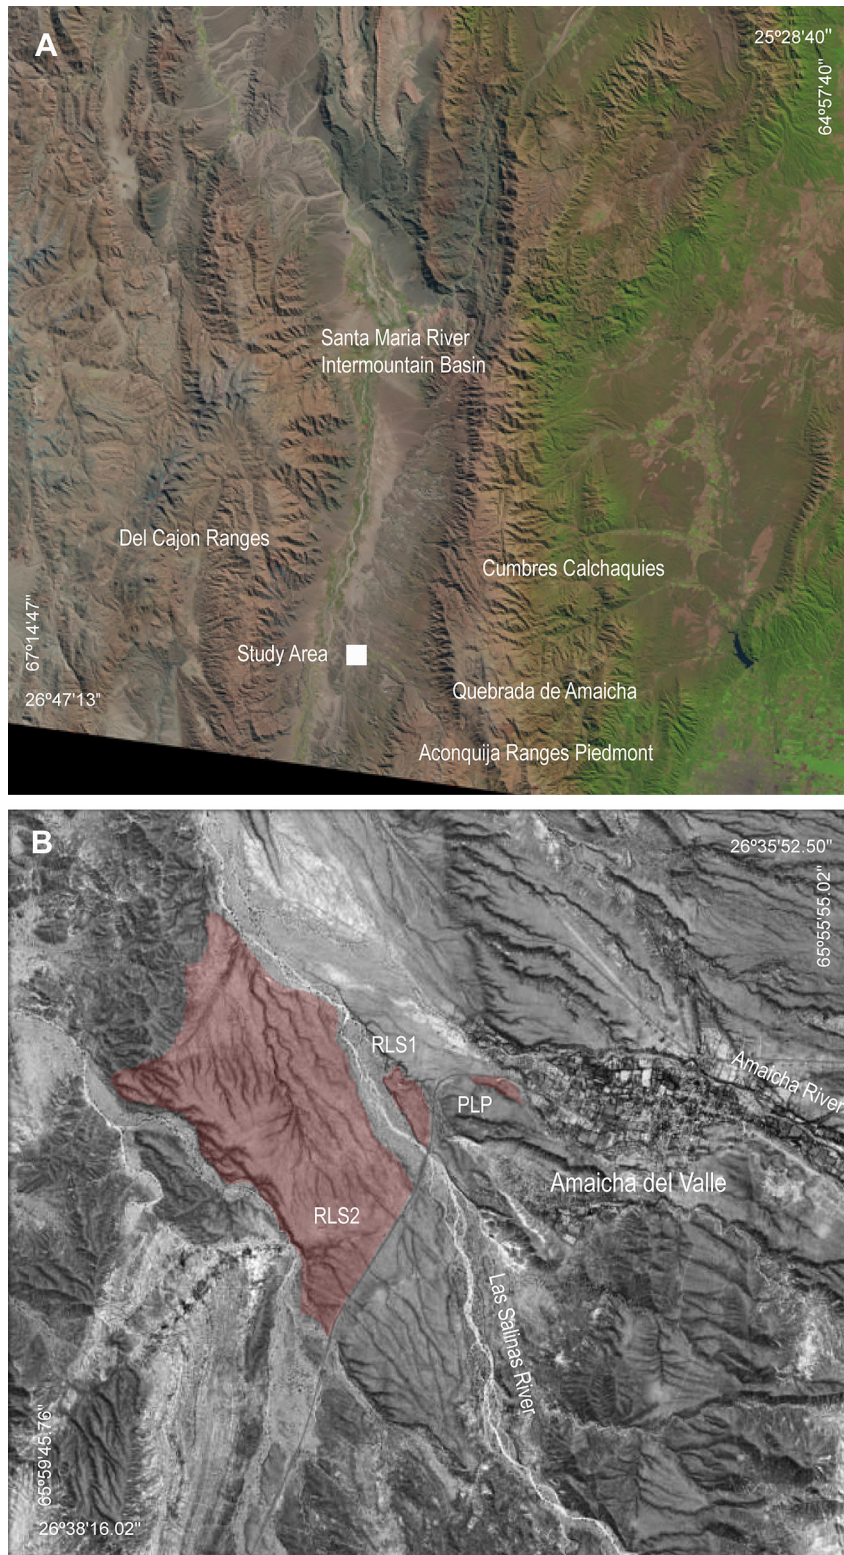 A
25º28'40"
64º57'40"
Santa Maria River
Intermountain Basin
Del Cajon Ranges
Cumbres Calchaquies
67º14'47"
Study Area
26º47'13"
Quebrada de Amaicha
Aconquija Ranges Piedmont
B
26º35'52.50"
65º55'55.02"
RLS1
Amaicha River
PLP
Amaicha del Valle
RLS2
Las Salinas River
65º59'45.76"
26º38'16.02"